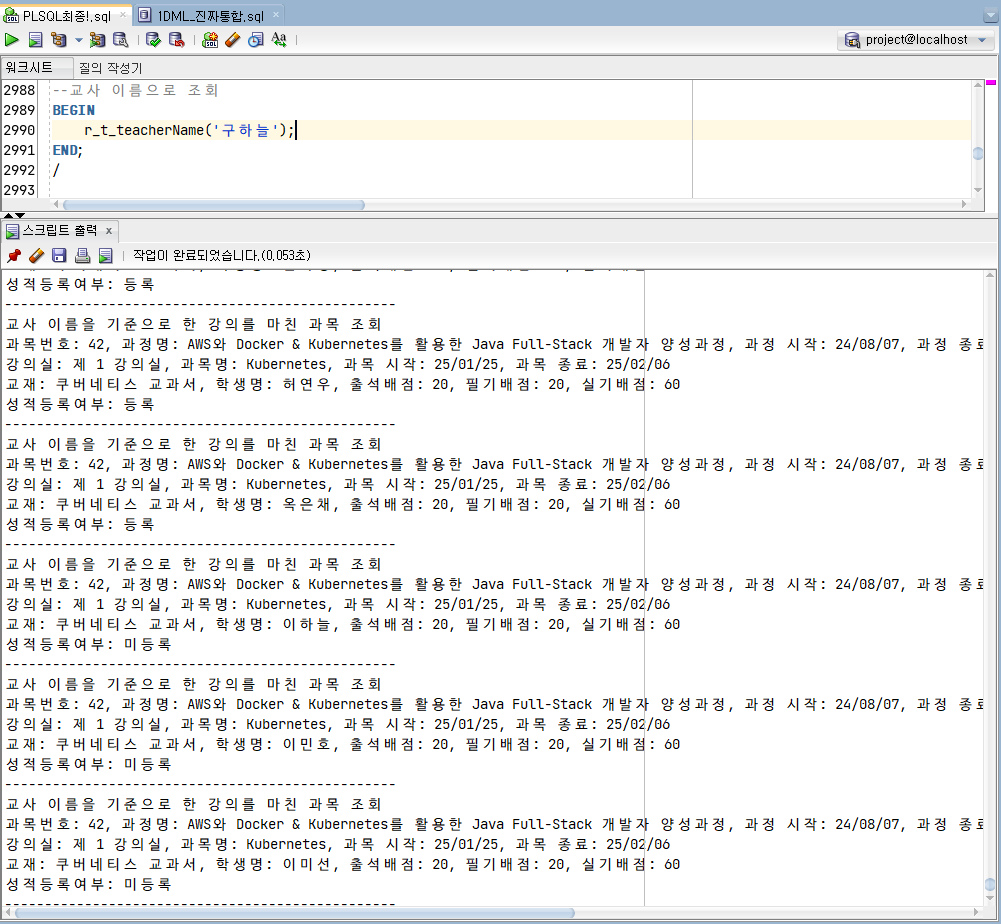 PLSQL최종!.sql
1DML_진짜통합.sql
project@localhost
워크시트 질의 작성기
2988 --교사 이름으로 조회
2989 BEGIN
2990 r_t_teacherName('구하늘');
2991 END;
2992 /
2993
스크립트 출력 x
작업이 완료되었습니다.(0,053초)
성적등록여부: 등록
-------------------------------------------------
교사 이름을 기준으로 한 강의를 마친 과목 조회
과목번호: 42, 과정명: AWS와 Docker & Kubernetes를 활용한 Java Full-Stack 개발자 양성과정, 과정 시작: 24/08/07, 과정 종료
강의실: 제 1 강의실, 과목명: Kubernetes, 과목 시작: 25/01/25, 과목 종료: 25/02/06
교재: 쿠버네티스 교과서, 학생명: 허연우, 출석배점: 20, 필기배점: 20, 실기배점: 60
성적등록여부: 등록
-------------------------------------------------
교사 이름을 기준으로 한 강의를 마친 과목 조회
과목번호: 42, 과정명: AWS와 Docker & Kubernetes를 활용한 Java Full-Stack 개발자 양성과정, 과정 시작: 24/08/07, 과정 종료
강의실: 제 1 강의실, 과목명: Kubernetes, 과목 시작: 25/01/25, 과목 종료: 25/02/06
교재: 쿠버네티스 교과서, 학생명: 옥은채, 출석배점: 20, 필기배점: 20, 실기배점: 60
성적등록여부: 등록
-------------------------------------------------
교사 이름을 기준으로 한 강의를 마친 과목 조회
과목번호: 42, 과정명: AWS와 Docker & Kubernetes를 활용한 Java Full-Stack 개발자 양성과정, 과정 시작: 24/08/07, 과정 종료
강의실: 제 1 강의실, 과목명: Kubernetes, 과목 시작: 25/01/25, 과목 종료: 25/02/06
교재: 쿠버네티스 교과서, 학생명: 이하늘, 출석배점: 20, 필기배점: 20, 실기배점: 60
성적등록여부: 미등록
-------------------------------------------------
교사 이름을 기준으로 한 강의를 마친 과목 조회
과목번호: 42, 과정명: AWS와 Docker & Kubernetes를 활용한 Java Full-Stack 개발자 양성과정, 과정 시작: 24/08/07, 과정 종료
강의실: 제 1 강의실, 과목명: Kubernetes, 과목 시작: 25/01/25, 과목 종료: 25/02/06
교재: 쿠버네티스 교과서, 학생명: 이민호, 출석배점: 20, 필기배점: 20, 실기배점: 60
성적등록여부: 미등록
-------------------------------------------------
교사 이름을 기준으로 한 강의를 마친 과목 조회
과목번호: 42, 과정명: AWS와 Docker & Kubernetes를 활용한 Java Full-Stack 개발자 양성과정, 과정 시작: 24/08/07, 과정 종료
강의실: 제 1 강의실, 과목명: Kubernetes, 과목 시작: 25/01/25, 과목 종료: 25/02/06
교재: 쿠버네티스 교과서, 학생명: 이미선, 출석배점: 20, 필기배점: 20, 실기배점: 60
성적등록여부: 미등록
-------------------------------------------------